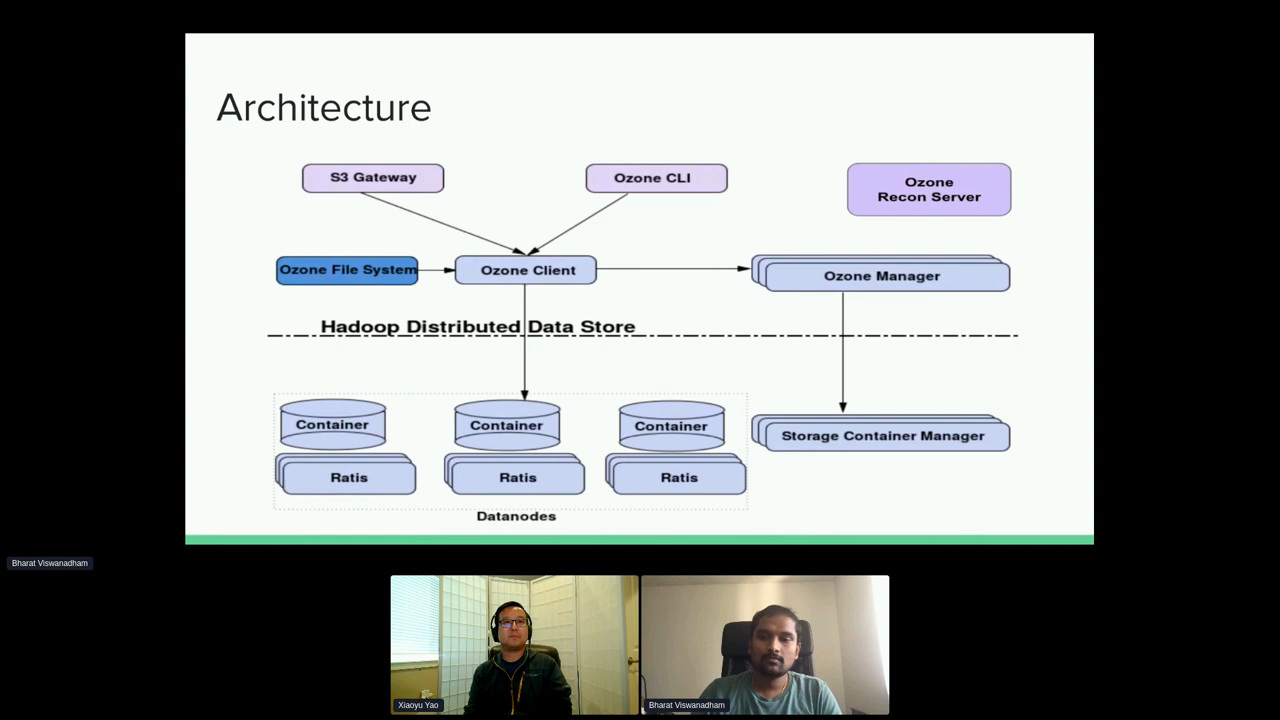 Architecture
S3 Gateway
Ozone CLI
Ozone
Recon Server
Ozone File System
Ozone Client
Ozone Manager
Hadoop Distributed Data Store
Container
Container
Container
Storage Container Manager
Ratis
Ratis
Ratis
Datanodes
Bharat Viswanadham
Xiaoyu Yao
Bharat Viswanadham